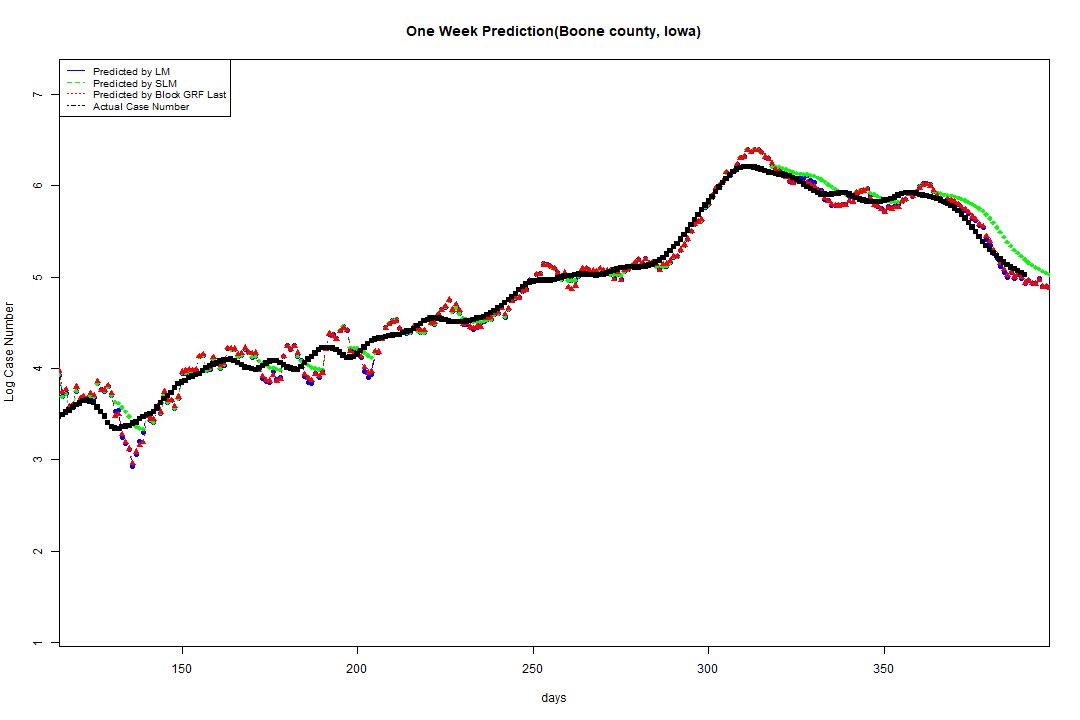 One Week Prediction(Boone county, Iowa)
Predicted by LM
Predicted by SLM
Predicted by Block GRF Last
Actual Case Number
7
6
5
4
3
2
1
Log Case Number
150 200 250 300 350
days